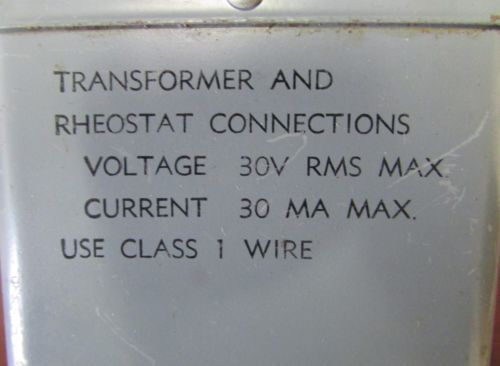 TRANSFORMER AND
RHEOSTAT CONNECTIONS
VOLTAGE 30V RMS MAX.
CURRENT 30 MA MAX.
USE CLASS 1 WIRE